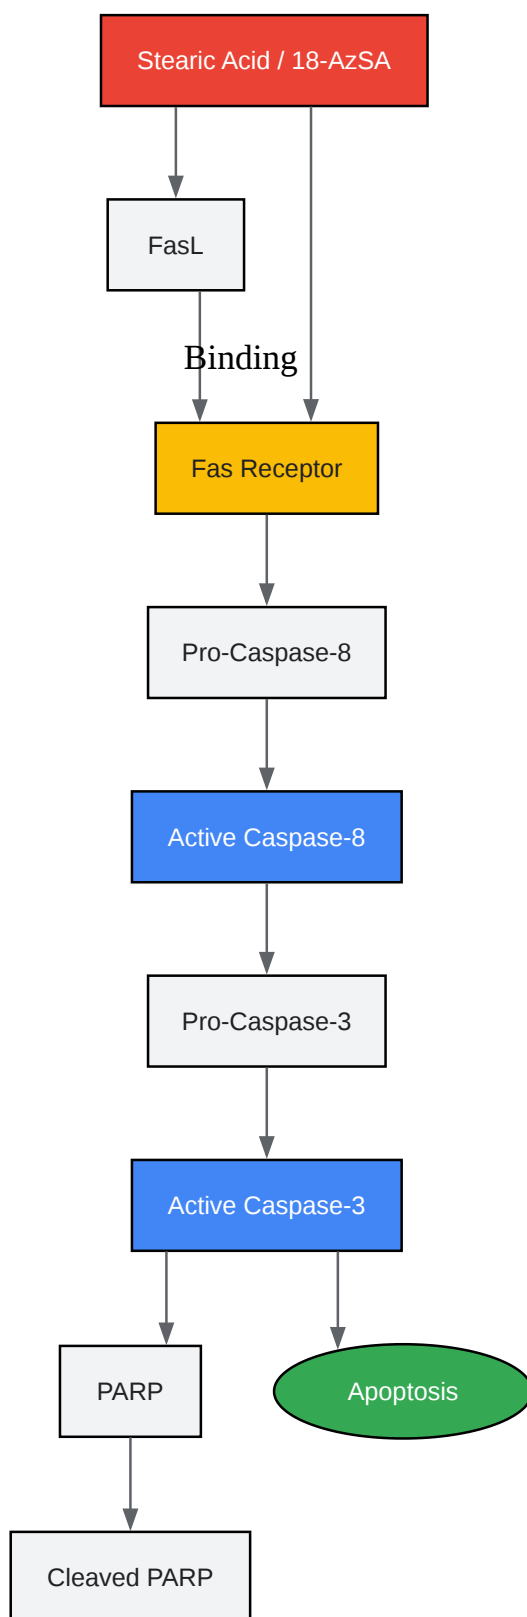 Stearic Acid / 18-AzSA
FasL
Binding
Fas Receptor
Pro-Caspase-8
Active Caspase-8
Pro-Caspase-3
Active Caspase-3
PARP
Apoptosis
Cleaved PARP